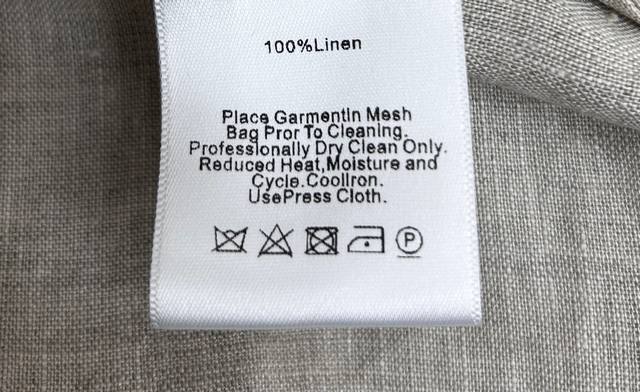 100%Linen
Place Garmentin Mesh
Bag Pror To Cleaning.
Professionally Dry Clean Only.
Reduced Heat,Moisture and
Cycle.Coollron.
UsePress Cloth.
P